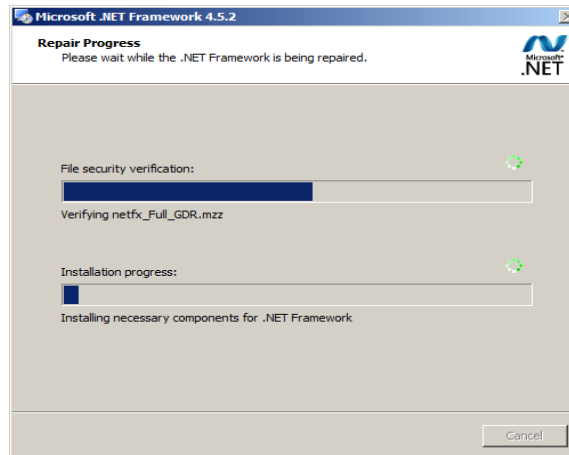 Microsoft .NET Framework 4.5.2
Repair Progress
Please wait while the .NET Framework is being repaired.
Microsoft
.NET
File security verification:
Verifying netfx_Full_GDR.mzz
Installation progress:
Installing necessary components for .NET Framework
Cancel